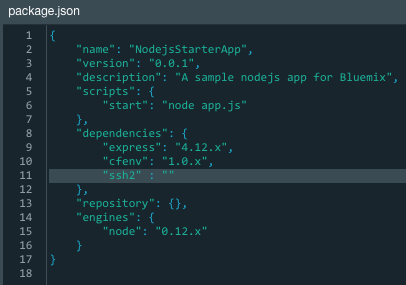 package.json
1 {
2     "name": "NodejsStarterApp",
3     "version": "0.0.1",
4     "description": "A sample nodejs app for Bluemix",
5     "scripts": {
6         "start": "node app.js"
7     },
8     "dependencies": {
9         "express": "4.12.x",
10         "cfenv": "1.0.x",
11         "ssh2" : ""
12     },
13     "repository": {},
14     "engines": {
15         "node": "0.12.x"
16     }
17 }
18